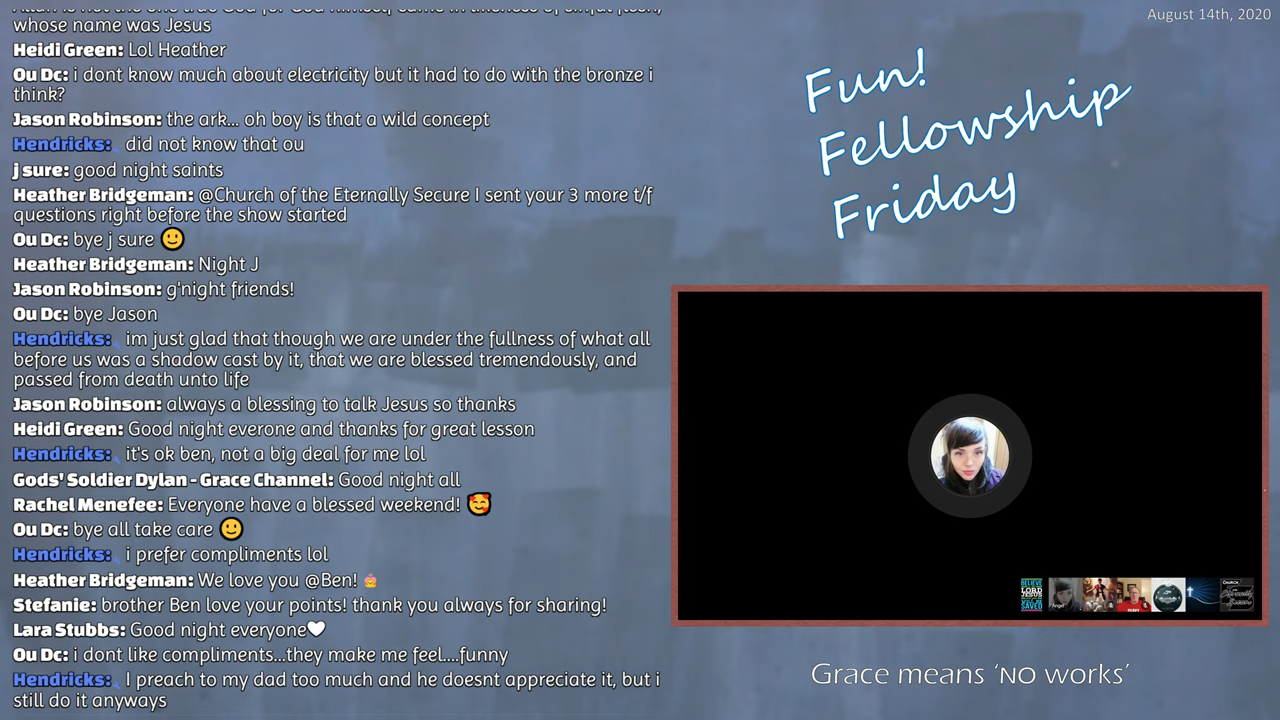 whose name was Jesus
Heidi Green: Lol Heather
Ou Dc: i dont know much about electricity but it had to do with the bronze i
think?
Jason Robinson: the ark... oh boy is that a wild concept
Hendricks: did not know that ou
j sure: good night saints
Heather Bridgeman: @Church of the Eternally Secure I sent your 3 more t/f
questions right before the show started
Ou Dc: bye j sure 🙂
Heather Bridgeman: Night J
Jason Robinson: g'night friends!
Ou Dc: bye Jason
Hendricks: im just glad that though we are under the fullness of what all
before us was a shadow cast by it, that we are blessed tremendously, and
passed from death unto life
Jason Robinson: always a blessing to talk Jesus so thanks
Heidi Green: Good night everone and thanks for great lesson
Hendricks: it's ok ben, not a big deal for me lol
Gods' Soldier Dylan - Grace Channel: Good night all
Rachel Menefee: Everyone have a blessed weekend! 🥰
Ou Dc: bye all take care 🙂
Hendricks: i prefer compliments lol
Heather Bridgeman: We love you @Ben!
Stefanie: brother Ben love your points! thank you always for sharing!
Lara Stubbs: Good night everyone🤍
Ou Dc: i dont like compliments...they make me feel....funny
Hendricks: I preach to my dad too much and he doesnt appreciate it, but i
still do it anyways
August 14th, 2020
Fun!
Fellowship
Friday
BELIEVE
LORD
JESUS
SAVED
Grace means ‘NO works’